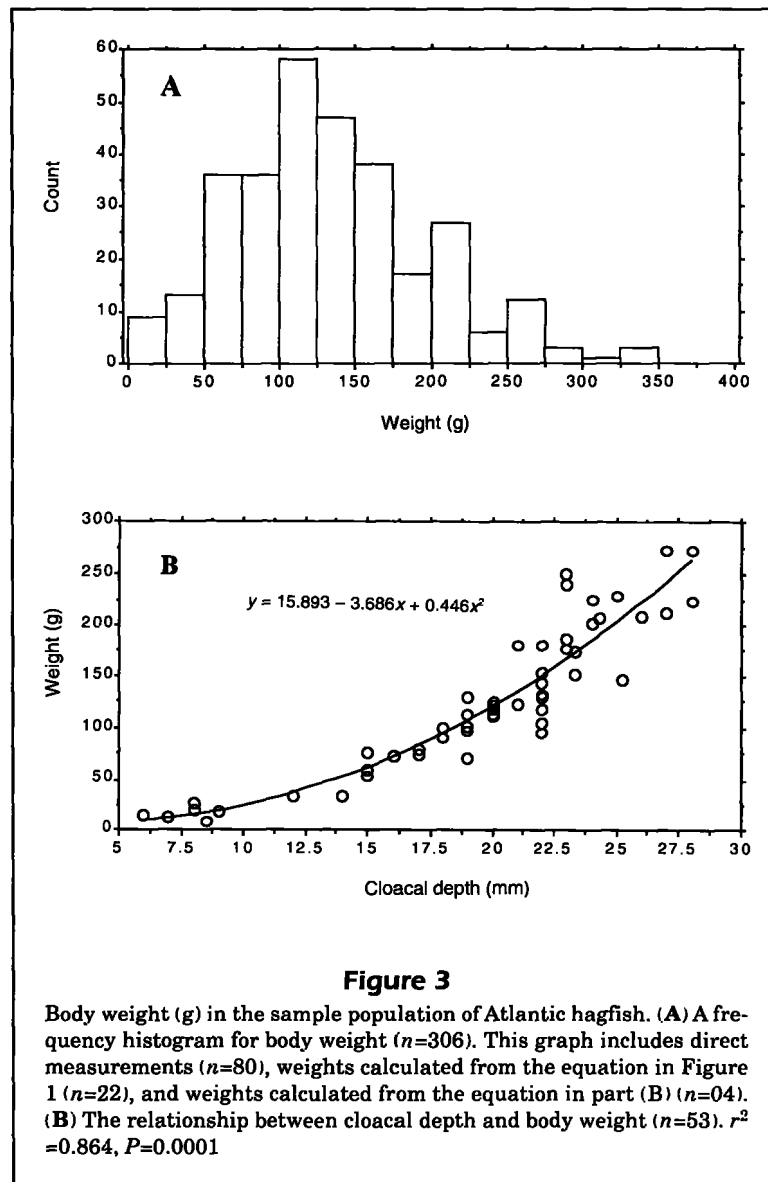 A
60
50
40
30
20
10
0
Count
0 50 100 150 200 250 300 350 400
Weight (g)
B
y = 15.893 – 3.686x + 0.446x²
300
250
200
150
100
50
0
Weight (g)
5 7.5 10 12.5 15 17.5 20 22.5 25 27.5 30
Cloacal depth (mm)
Figure 3
Body weight (g) in the sample population of Atlantic hagfish. (A) A fre-
quency histogram for body weight (n=306). This graph includes direct
measurements (n=80), weights calculated from the equation in Figure
1 (n=22), and weights calculated from the equation in part (B) (n=04).
(B) The relationship between cloacal depth and body weight (n=53). r²
=0.864, P=0.0001